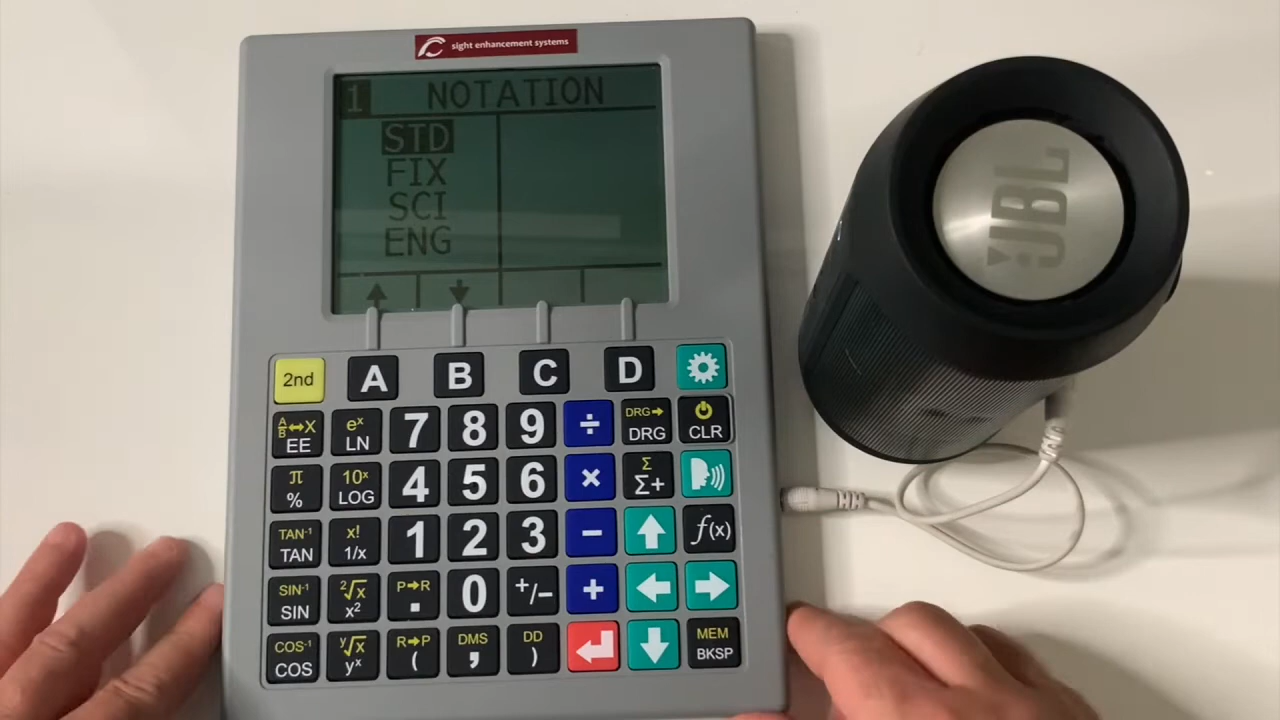 sight enhancement systems
1 NOTATION
STD
FIX
SCI
ENG
JBL
2nd A B C D
A/B↔X eˣ DRG→
EE LN 7 8 9 ÷ DRG CLR
π 10ˣ Σ
% LOG 4 5 6 × Σ+
TAN⁻¹ x!
TAN 1/x 1 2 3 − f(x)
SIN⁻¹ ²√x P→R
SIN x² . 0 +/− +
COS⁻¹ ʸ√x R→P DMS DD MEM
COS yˣ ( , ) BKSP